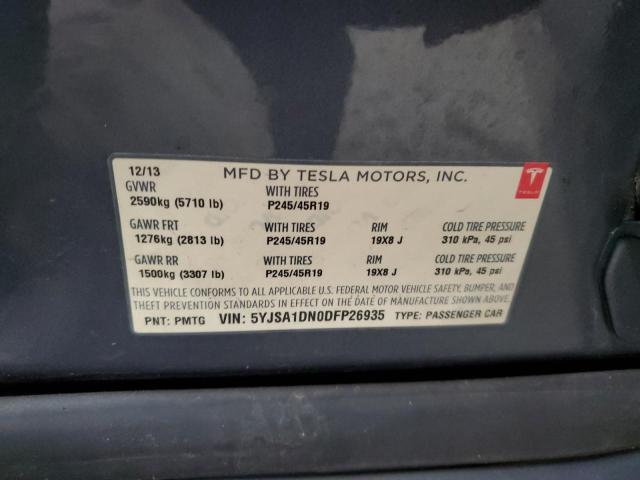 12/13 MFD BY TESLA MOTORS, INC.
GVWR WITH TIRES
2590kg (5710 lb) P245/45R19
TESLA
GAWR FRT WITH TIRES RIM COLD TIRE PRESSURE
1276kg (2813 lb) P245/45R19 19X8 J 310 kPa, 45 psi
GAWR RR WITH TIRES RIM COLD TIRE PRESSURE
1500kg (3307 lb) P245/45R19 19X8 J 310 kPa, 45 psi
THIS VEHICLE CONFORMS TO ALL APPLICABLE U.S. FEDERAL MOTOR VEHICLE SAFETY, BUMPER, AND
THEFT PREVENTION STANDARDS IN EFFECT ON THE DATE OF MANUFACTURE SHOWN ABOVE.
PNT: PMTG VIN: 5YJSA1DN0DFP26935 TYPE: PASSENGER CAR